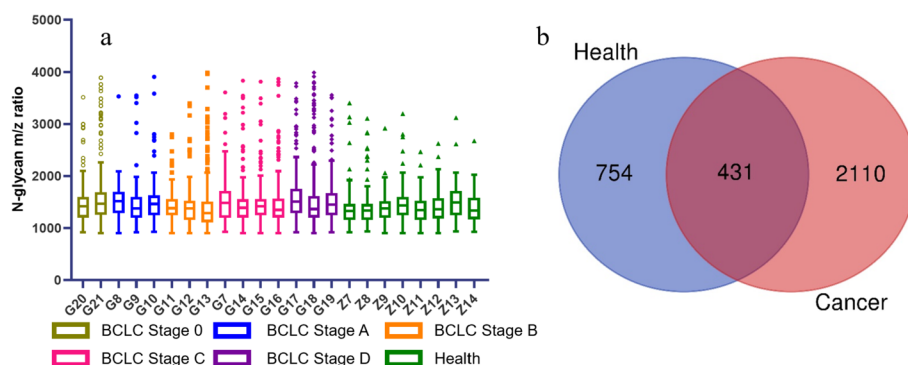 a
N-glycan m/z ratio
5000
4000
3000
2000
1000
0
G20 G21 G8 G9 G10 G11 G12 G13 G7 G14 G15 G16 G17 G18 G19 Z7 Z8 Z9 Z10 Z11 Z12 Z13 Z14
BCLC Stage 0 BCLC Stage A BCLC Stage B
BCLC Stage C BCLC Stage D Health
b
Health
754 431 2110
Cancer